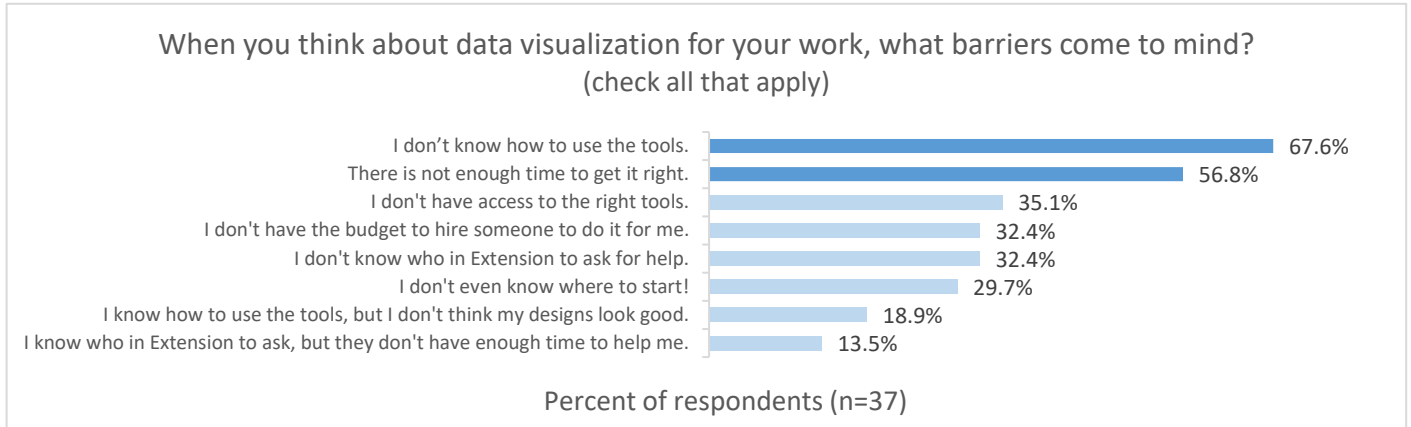 When you think about data visualization for your work, what barriers come to mind?
(check all that apply)
I don’t know how to use the tools. 67.6%
There is not enough time to get it right. 56.8%
I don't have access to the right tools. 35.1%
I don't have the budget to hire someone to do it for me. 32.4%
I don't know who in Extension to ask for help. 32.4%
I don't even know where to start! 29.7%
I know how to use the tools, but I don't think my designs look good. 18.9%
I know who in Extension to ask, but they don't have enough time to help me. 13.5%
Percent of respondents (n=37)